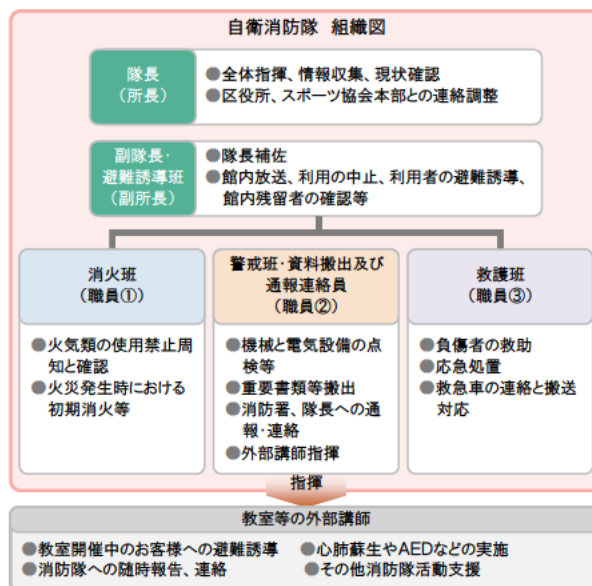 自衛消防隊 組織図
隊長
(所長)
●全体指揮、情報収集、現状確認
●区役所、スポーツ協会本部との連絡調整
副隊長・
避難誘導班
(副所長)
●隊長補佐
●館内放送、利用の中止、利用者の避難誘導、
館内残留者の確認等
消火班
(職員①)
●火気類の使用禁止周
知と確認
●火災発生時における
初期消火等
警戒班・資料搬出及び
通報連絡員
(職員②)
●機械と電気設備の点
検等
●重要書類等搬出
●消防署、隊長への通
報・連絡
●外部講師指揮
救護班
(職員③)
●負傷者の救助
●応急処置
●救急車の連絡と搬送
対応
指揮
教室等の外部講師
●教室開催中のお客様への避難誘導
●消防隊への随時報告、連絡
●心肺蘇生やAEDなどの実施
●その他消防隊活動支援